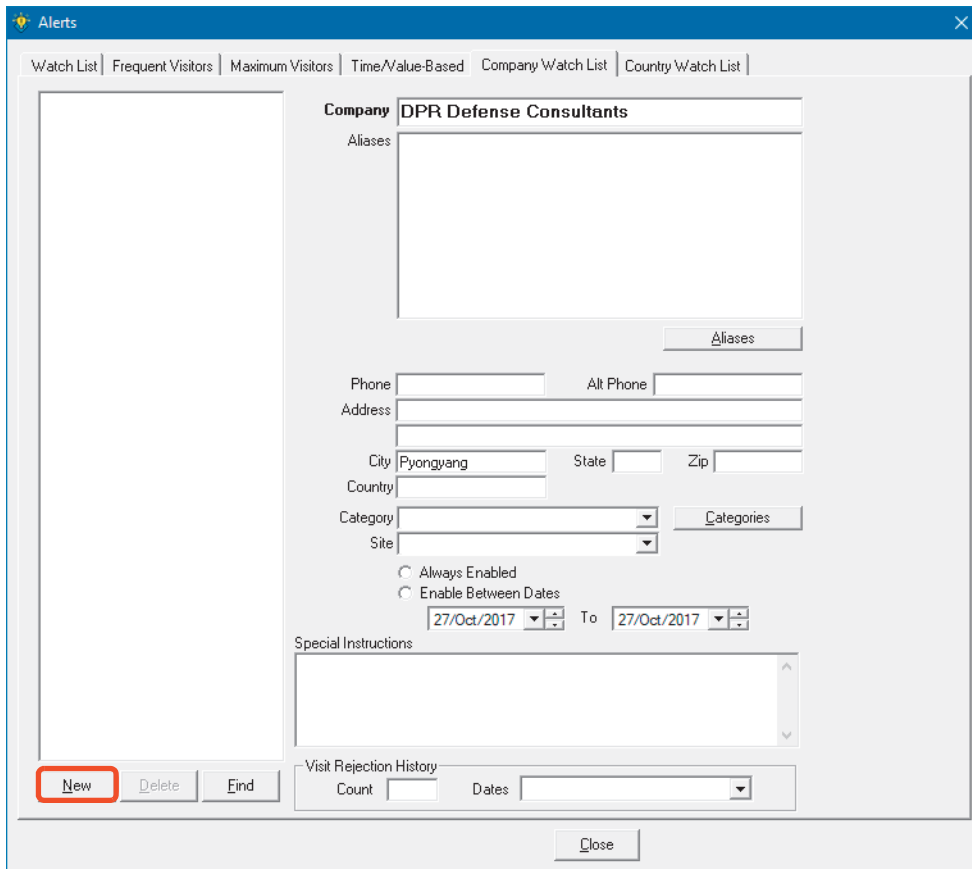 Alerts
Watch List Frequent Visitors Maximum Visitors Time/Value-Based Company Watch List Country Watch List
Company DPR Defense Consultants
Aliases
Aliases
Phone Alt Phone
Address
City Pyongyang State Zip
Country
Category Categories
Site
Always Enabled
Enable Between Dates
27/Oct/2017 To 27/Oct/2017
Special Instructions
Visit Rejection History
New Delete Find Count Dates
Close